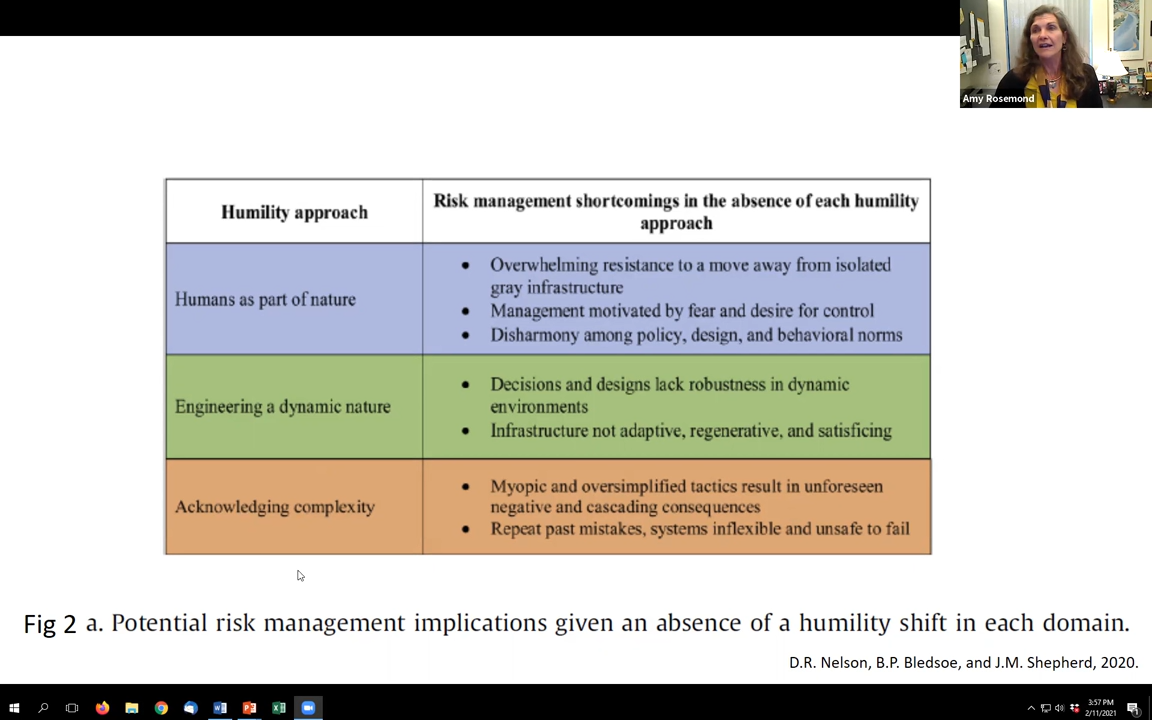 Amy Rosemond
Humility approach
Risk management shortcomings in the absence of each humility
approach
Humans as part of nature
• Overwhelming resistance to a move away from isolated
gray infrastructure
• Management motivated by fear and desire for control
• Disharmony among policy, design, and behavioral norms
Engineering a dynamic nature
• Decisions and designs lack robustness in dynamic
environments
• Infrastructure not adaptive, regenerative, and satisficing
Acknowledging complexity
• Myopic and oversimplified tactics result in unforeseen
negative and cascading consequences
• Repeat past mistakes, systems inflexible and unsafe to fail
Fig 2 a. Potential risk management implications given an absence of a humility shift in each domain.
D.R. Nelson, B.P. Bledsoe, and J.M. Shepherd, 2020.
3:57 PM
2/11/2021